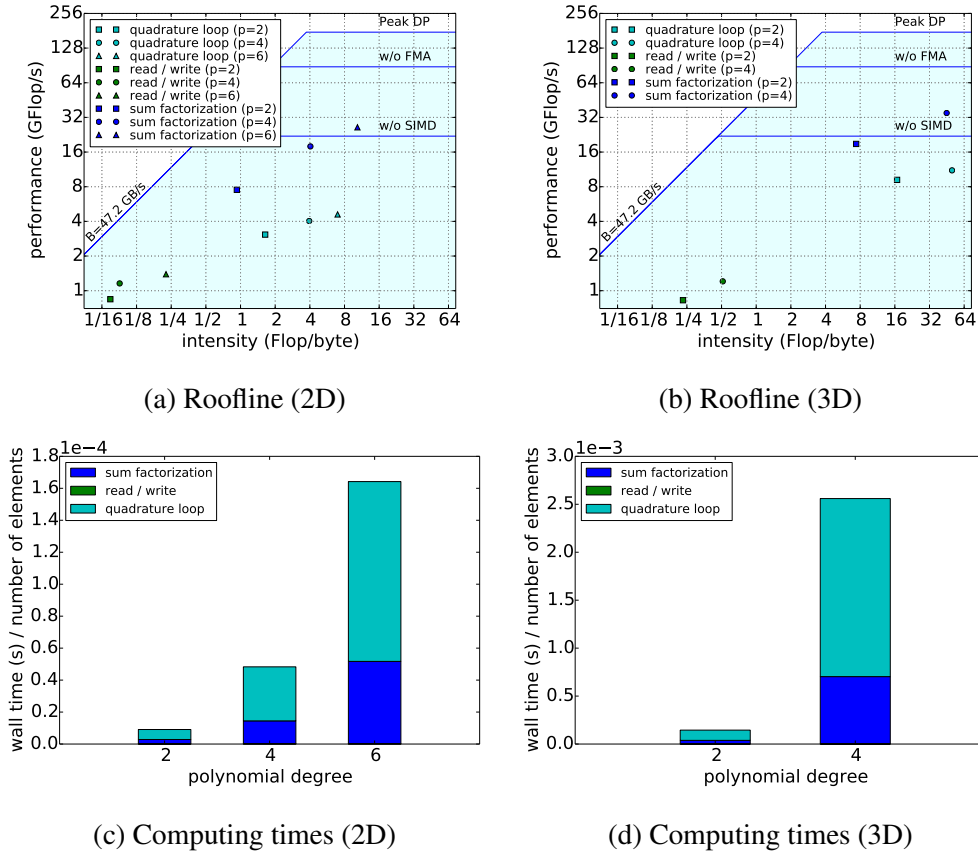 256
128
64
32
16
8
4
2
1
performance (GFlop/s)
quadrature loop (p=2)
quadrature loop (p=4)
quadrature loop (p=6)
read / write (p=2)
read / write (p=4)
read / write (p=6)
sum factorization (p=2)
sum factorization (p=4)
sum factorization (p=6)
Peak DP
w/o FMA
w/o SIMD
B=47.2 GB/s
1/16 1/8 1/4 1/2 1 2 4 8 16 32 64
intensity (Flop/byte)
(a) Roofline (2D)
256
128
64
32
16
8
4
2
1
performance (GFlop/s)
quadrature loop (p=2)
quadrature loop (p=4)
read / write (p=2)
read / write (p=4)
sum factorization (p=2)
sum factorization (p=4)
Peak DP
w/o FMA
w/o SIMD
B=47.2 GB/s
1/16 1/8 1/4 1/2 1 2 4 8 16 32 64
intensity (Flop/byte)
(b) Roofline (3D)
1e−4
1.8
1.6
1.4
1.2
1.0
0.8
0.6
0.4
0.2
0.0
wall time (s) / number of elements
sum factorization
read / write
quadrature loop
2 4 6
polynomial degree
(c) Computing times (2D)
1e−3
3.0
2.5
2.0
1.5
1.0
0.5
0.0
wall time (s) / number of elements
sum factorization
read / write
quadrature loop
2 4
polynomial degree
(d) Computing times (3D)